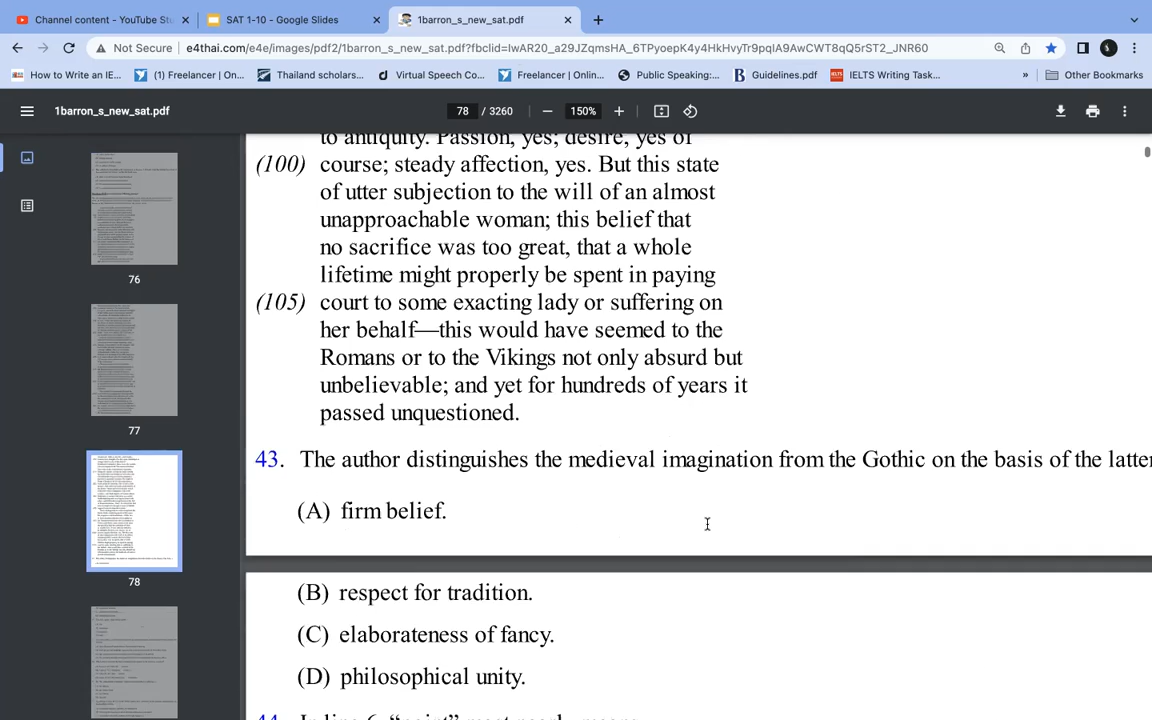 Channel content - YouTube Stu
SAT 1-10 - Google Slides
1barron_s_new_sat.pdf
Not Secure
e4thai.com/e4e/images/pdf2/1barron_s_new_sat.pdf?fbclid=IwAR20_a29JZqmsHA_6TPyoepK4y4HkHvyTr9pqIA9AwCWT8qQ5rST2_JNR60
How to Write an IE...
(1) Freelancer | On...
Thailand scholars...
Virtual Speech Co...
Freelancer | Onlin...
Public Speaking:...
Guidelines.pdf
IELTS Writing Task...
»
Other Bookmarks
1barron_s_new_sat.pdf
78 / 3260
150%
76
77
78
to antiquity. Passion, yes; desire, yes of
(100) course; steady affection, yes. But this state
of utter subjection to the will of an almost
unapproachable woman; this belief that
no sacrifice was too great, that a whole
lifetime might properly be spent in paying
(105) court to some exacting lady or suffering on
her behalf—this would have seemed to the
Romans or to the Vikings not only absurd but
unbelievable; and yet for hundreds of years it
passed unquestioned.
43. The author distinguishes the medieval imagination from the Gothic on the basis of the latter
(A) firm belief.
(B) respect for tradition.
(C) elaborateness of fancy.
(D) philosophical unity.